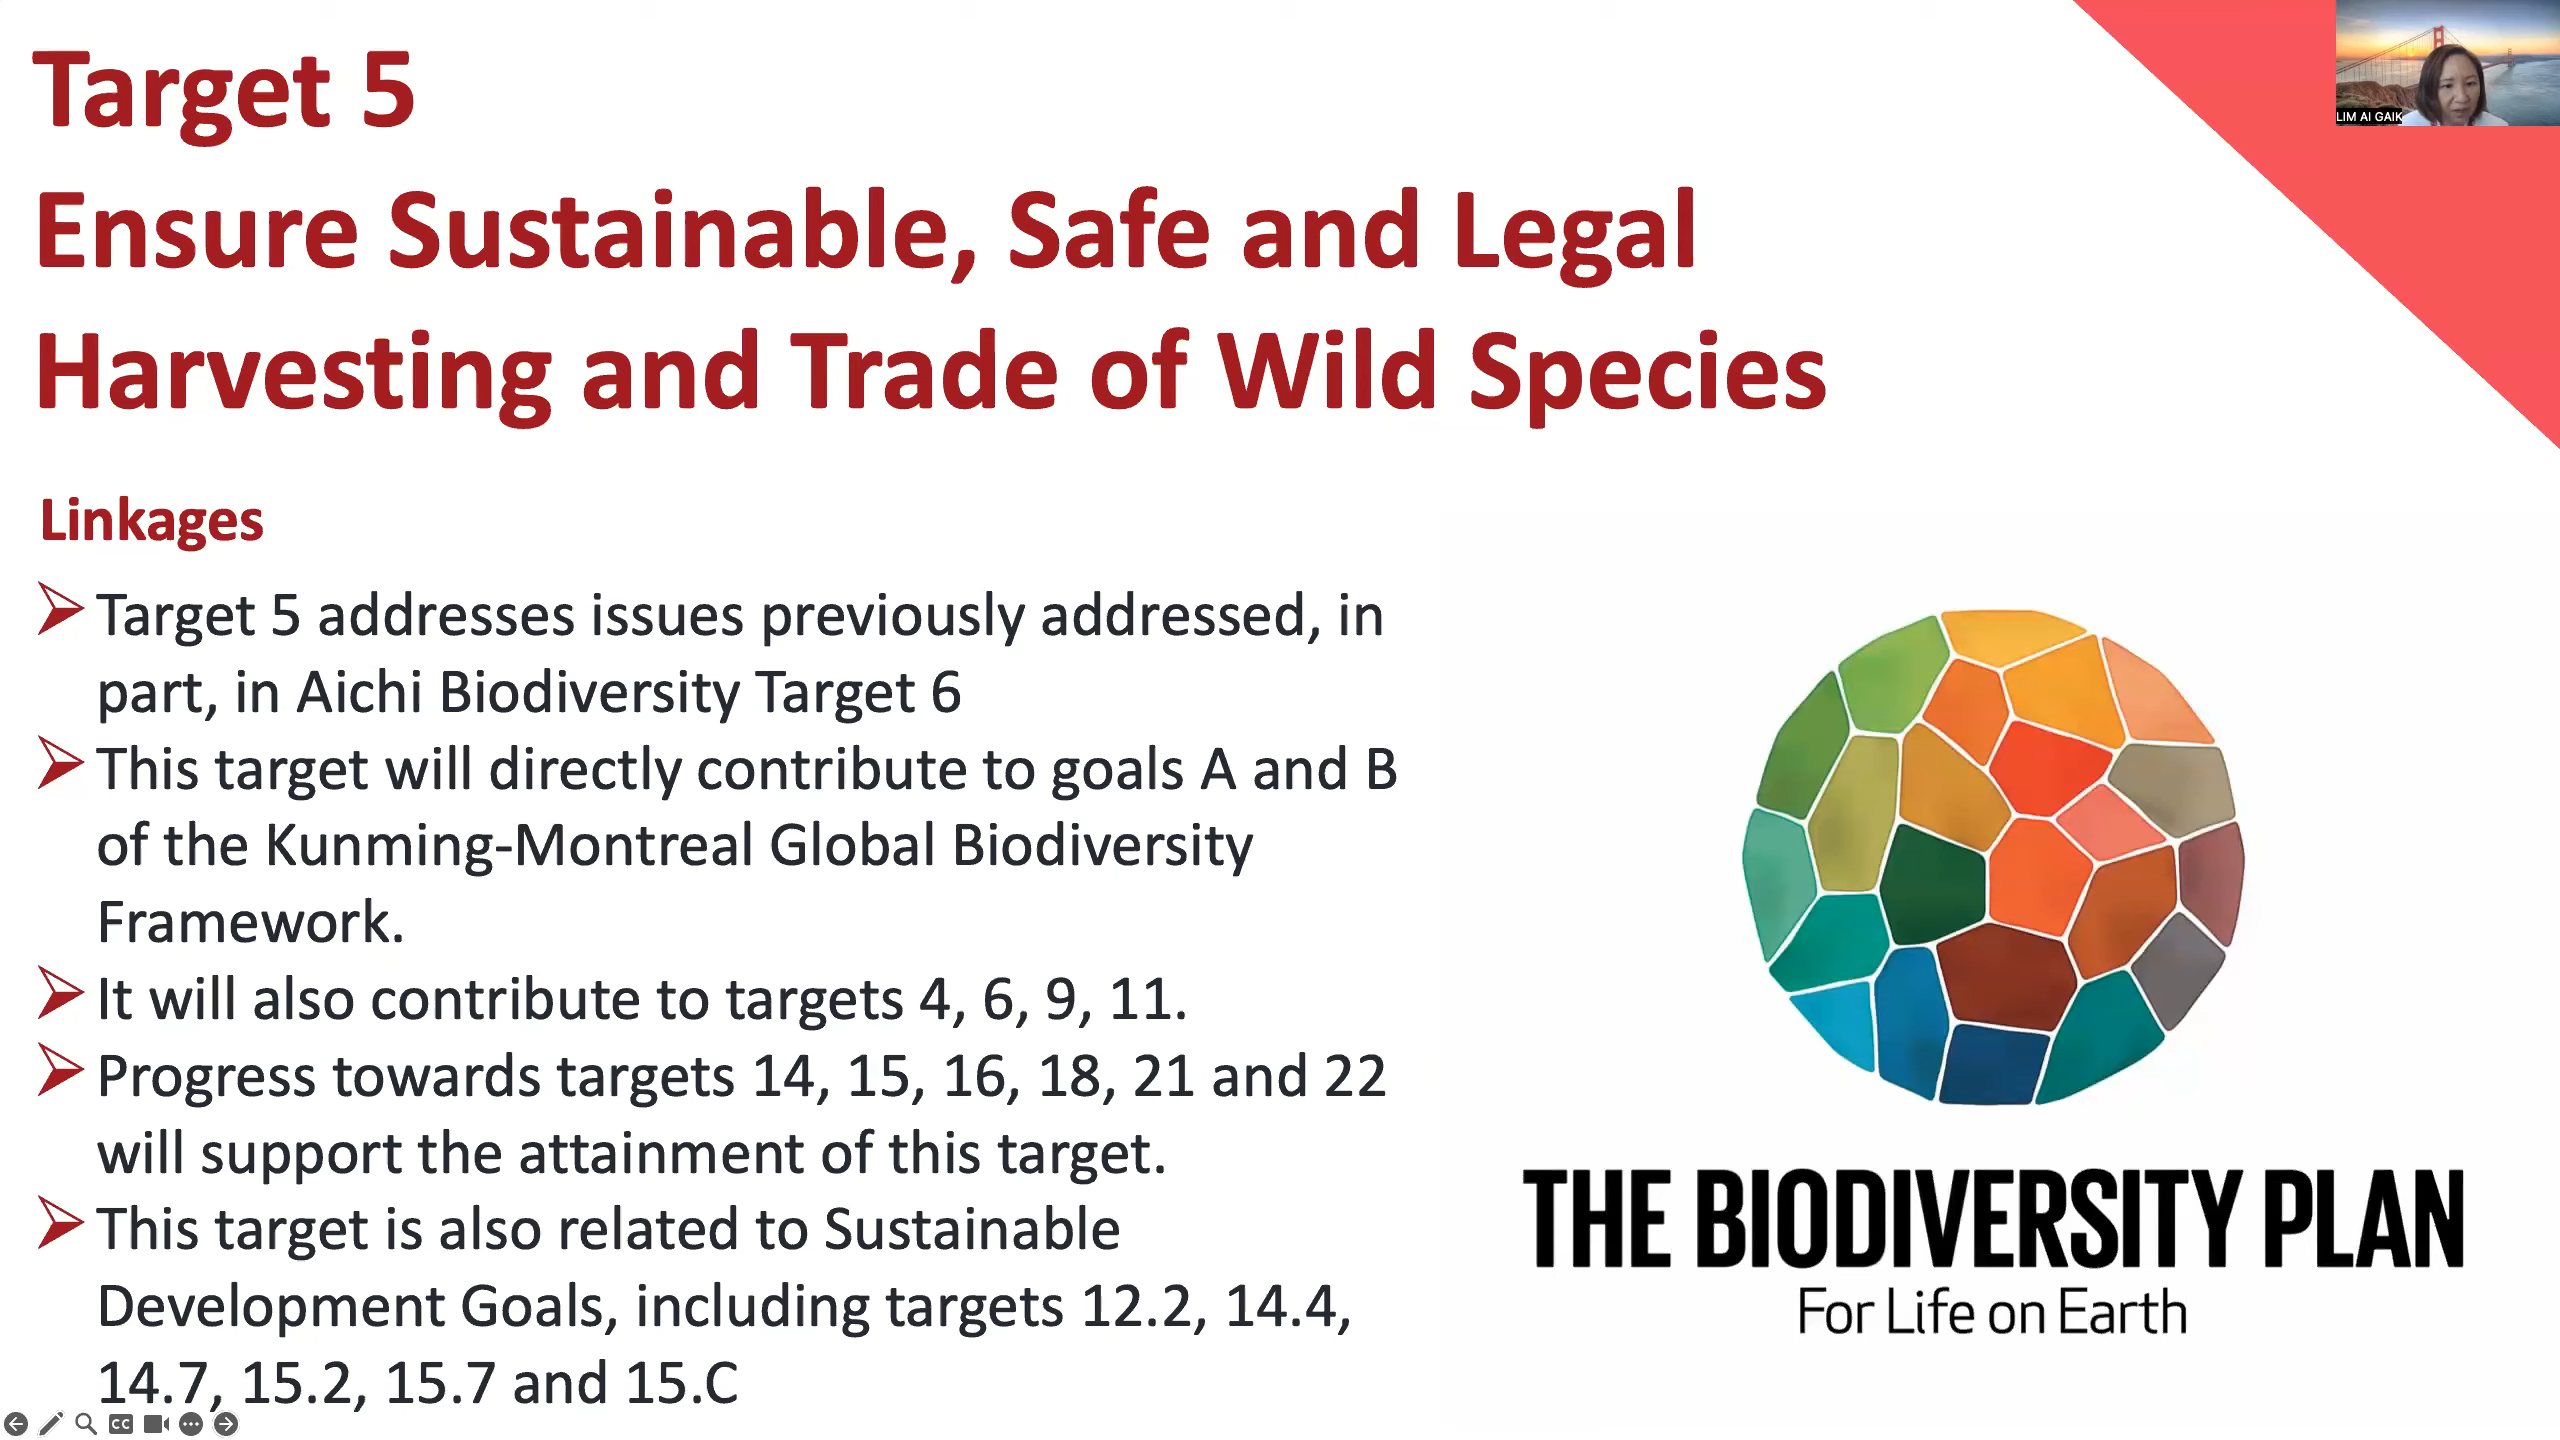 Target 5
Ensure Sustainable, Safe and Legal
Harvesting and Trade of Wild Species
LIM AI GAIK
Linkages
Target 5 addresses issues previously addressed, in
part, in Aichi Biodiversity Target 6
This target will directly contribute to goals A and B
of the Kunming-Montreal Global Biodiversity
Framework.
It will also contribute to targets 4, 6, 9, 11.
Progress towards targets 14, 15, 16, 18, 21 and 22
will support the attainment of this target.
This target is also related to Sustainable
Development Goals, including targets 12.2, 14.4,
14.7, 15.2, 15.7 and 15.C
THE BIODIVERSITY PLAN
For Life on Earth
CC